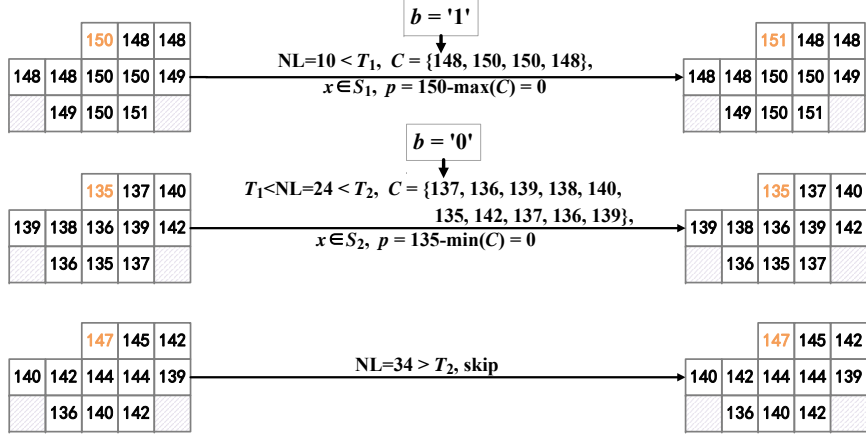 b = '1'
150 148 148
148 148 150 150 149
149 150 151
NL=10 < T₁, C = {148, 150, 150, 148},
x∈S₁, p = 150-max(C) = 0
151 148 148
148 148 150 150 149
149 150 151
b = '0'
135 137 140
139 138 136 139 142
136 135 137
T₁<NL=24 < T₂, C = {137, 136, 139, 138, 140,
135, 142, 137, 136, 139},
x∈S₂, p = 135-min(C) = 0
135 137 140
139 138 136 139 142
136 135 137
147 145 142
140 142 144 144 139
136 140 142
NL=34 > T₂, skip
147 145 142
140 142 144 144 139
136 140 142